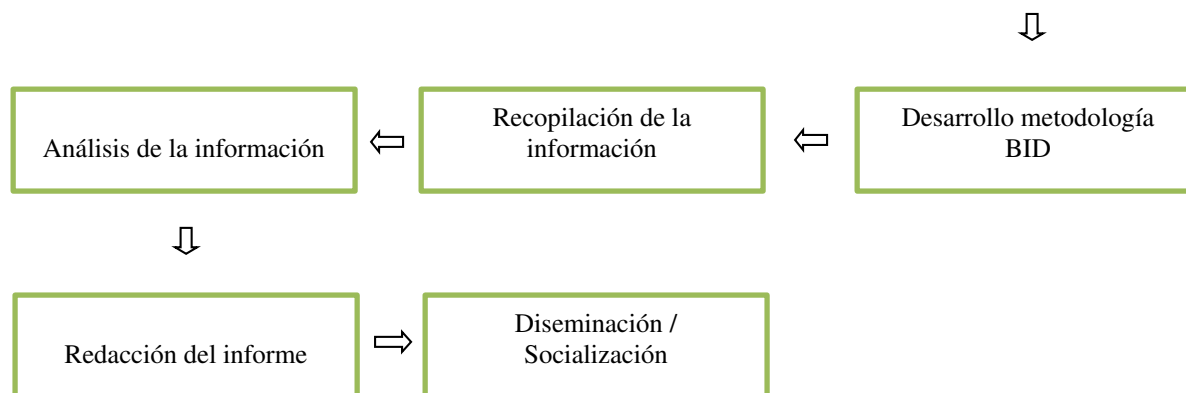 Análisis de la información
Recopilación de la
información
Desarrollo metodología
BID
Redacción del informe
Diseminación /
Socialización